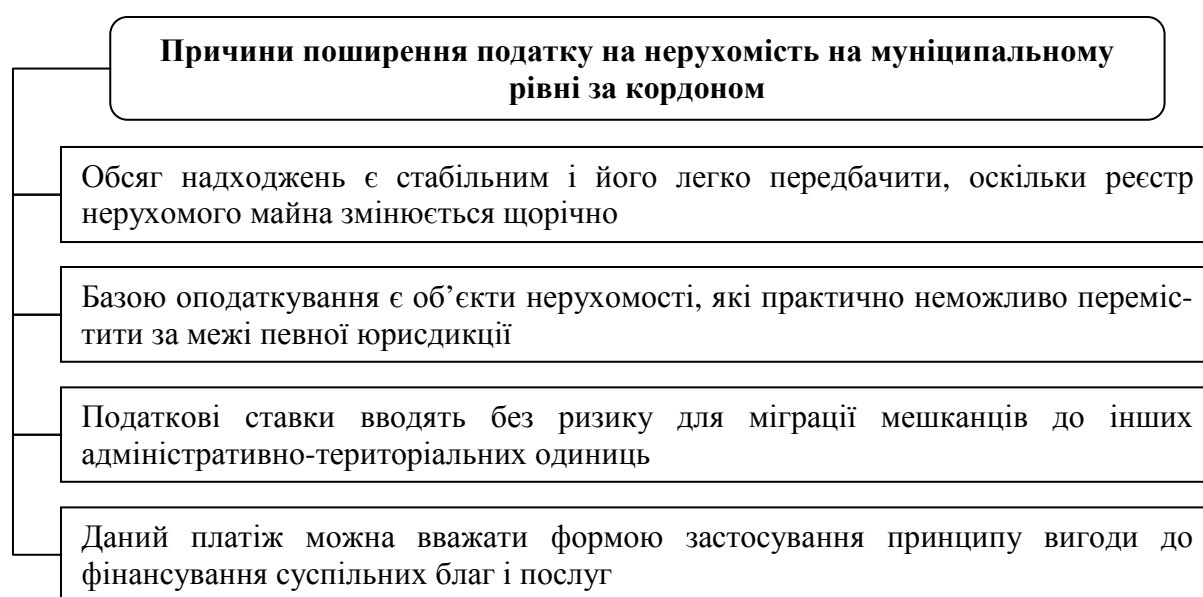 Причини поширення податку на нерухомість на муніципальному
рівні за кордоном
Обсяг надходжень є стабільним і його легко передбачити, оскільки реєстр
нерухомого майна змінюється щорічно
Базою оподаткування є об’єкти нерухомості, які практично неможливо переміс-
тити за межі певної юрисдикції
Податкові ставки вводять без ризику для міграції мешканців до інших
адміністративно-територіальних одиниць
Даний платіж можна вважати формою застосування принципу вигоди до
фінансування суспільних благ і послуг